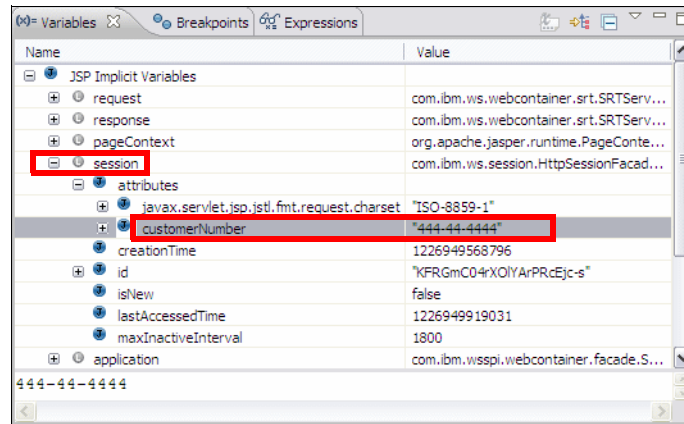 (x)= Variables Breakpoints Expressions
Name Value
JSP Implicit Variables
request com.ibm.ws.webcontainer.srt.SRTServ...
response com.ibm.ws.webcontainer.srt.SRTServ...
pageContext org.apache.jasper.runtime.PageConte...
session com.ibm.ws.session.HttpSessionFacad...
attributes
javax.servlet.jsp.jstl.fmt.request.charset "ISO-8859-1"
customerNumber "444-44-4444"
creationTime 1226949568796
id "KFRGmC04rXOlYArPRcEjc-s"
isNew false
lastAccessedTime 1226949919031
maxInactiveInterval 1800
application com.ibm.wsspi.webcontainer.facade.S...
444-44-4444